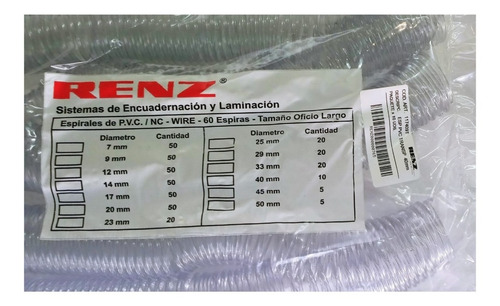 RENZ®
Sistemas de Encuadernación y Laminación
Espirales de P.V.C. / NC - WIRE - 60 Espiras - Tamaño Oficio Largo
Diametro Cantidad
7 mm 50
9 mm 50
12 mm 50
14 mm 50
17 mm 50
20 mm 50
23 mm 20
Diametro Cantidad
25 mm 20
29 mm 20
33 mm 20
40 mm 10
45 mm 5
50 mm 5
RENZ